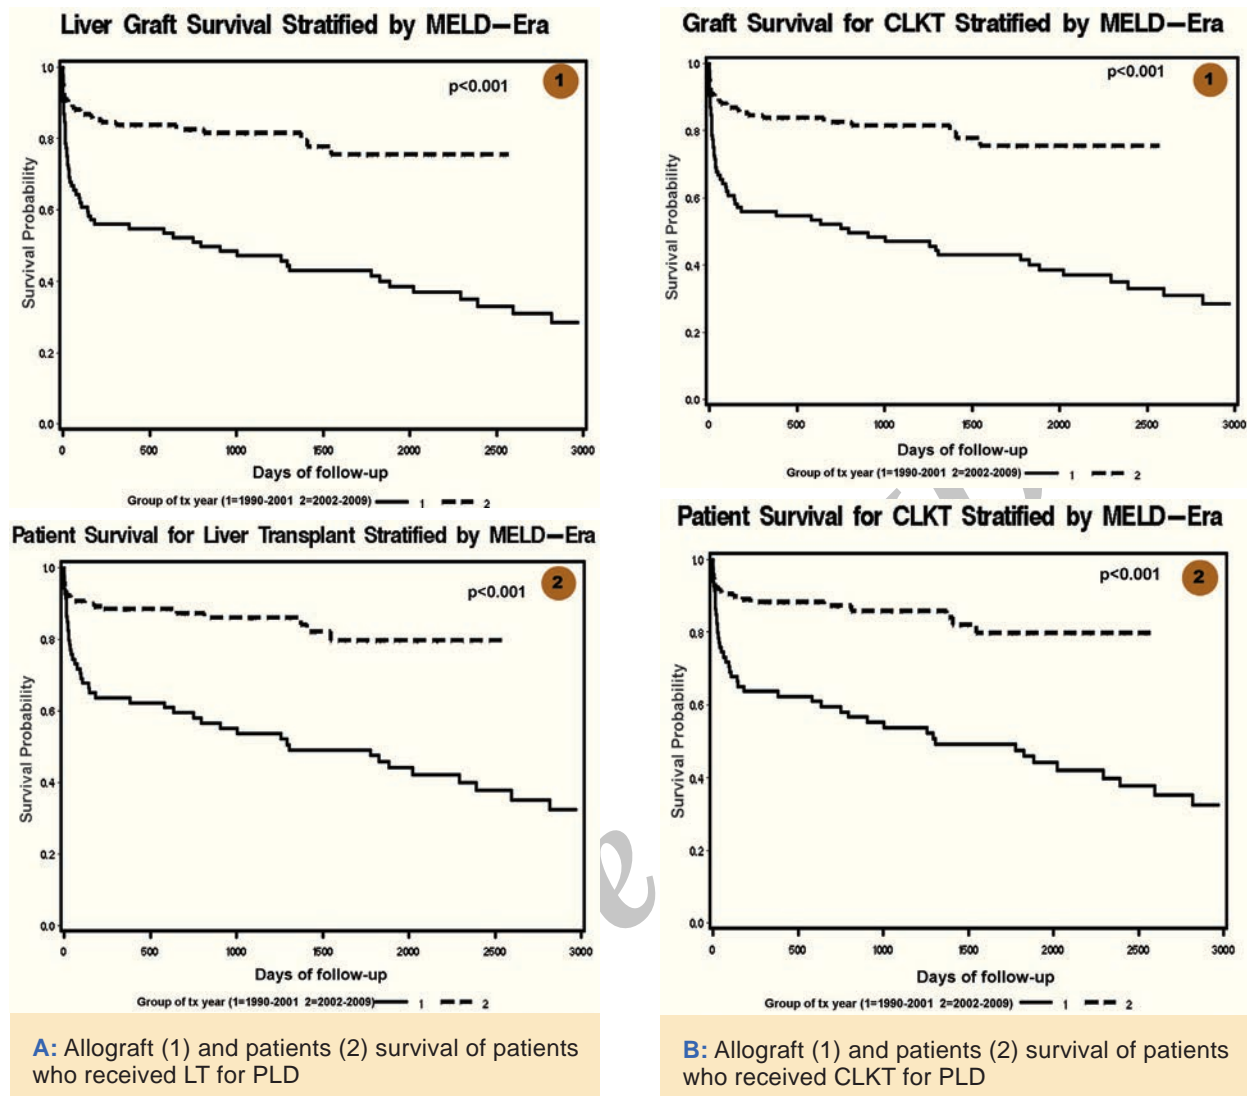 Liver Graft Survival Stratified by MELD—Era
p<0.001
1
Survival Probability
1.0
0.8
0.6
0.4
0.2
0.0
0 500 1000 1500 2000 2500 3000
Days of follow-up
Group of tx year (1=1990-2001 2=2002-2009) 1 2
Graft Survival for CLKT Stratified by MELD—Era
p<0.001
1
Survival Probability
1.0
0.8
0.6
0.4
0.2
0.0
0 500 1000 1500 2000 2500 3000
Days of follow-up
Group of tx year (1=1990-2001 2=2002-2009) 1 2
Patient Survival for Liver Transplant Stratified by MELD—Era
p<0.001
2
Survival Probability
1.0
0.8
0.6
0.4
0.2
0.0
0 500 1000 1500 2000 2500 3000
Days of follow-up
Group of tx year (1=1990-2001 2=2002-2009) 1 2
A: Allograft (1) and patients (2) survival of patients
who received LT for PLD
Patient Survival for CLKT Stratified by MELD—Era
p<0.001
2
Survival Probability
1.0
0.8
0.6
0.4
0.2
0.0
0 500 1000 1500 2000 2500 3000
Days of follow-up
Group of tx year (1=1990-2001 2=2002-2009) 1 2
B: Allograft (1) and patients (2) survival of patients
who received CLKT for PLD